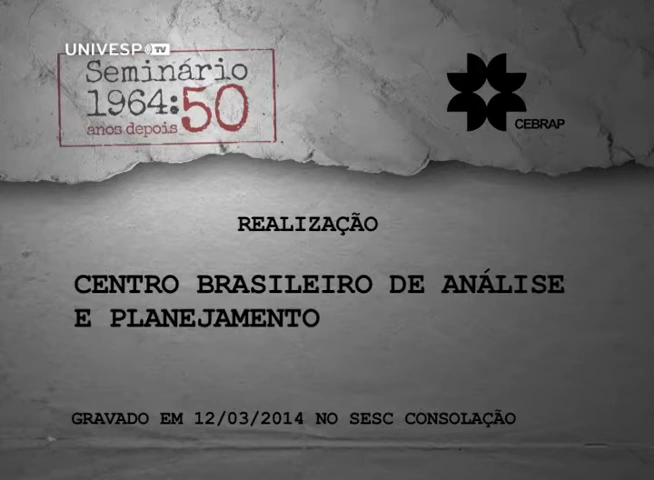 UNIVESP TV
Seminário
1964:50
anos depois
CEBRAP
REALIZAÇÃO
CENTRO BRASILEIRO DE ANÁLISE
E PLANEJAMENTO
GRAVADO EM 12/03/2014 NO SESC CONSOLAÇÃO